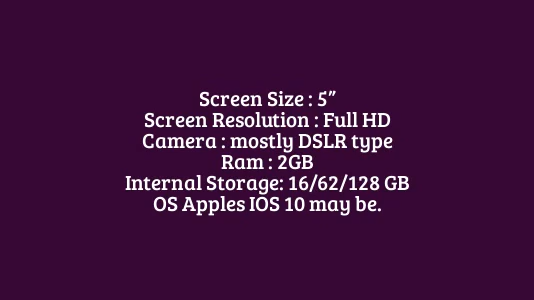 Screen Size : 5”
Screen Resolution : Full HD
Camera : mostly DSLR type
Ram : 2GB
Internal Storage: 16/62/128 GB
OS Apples IOS 10 may be.